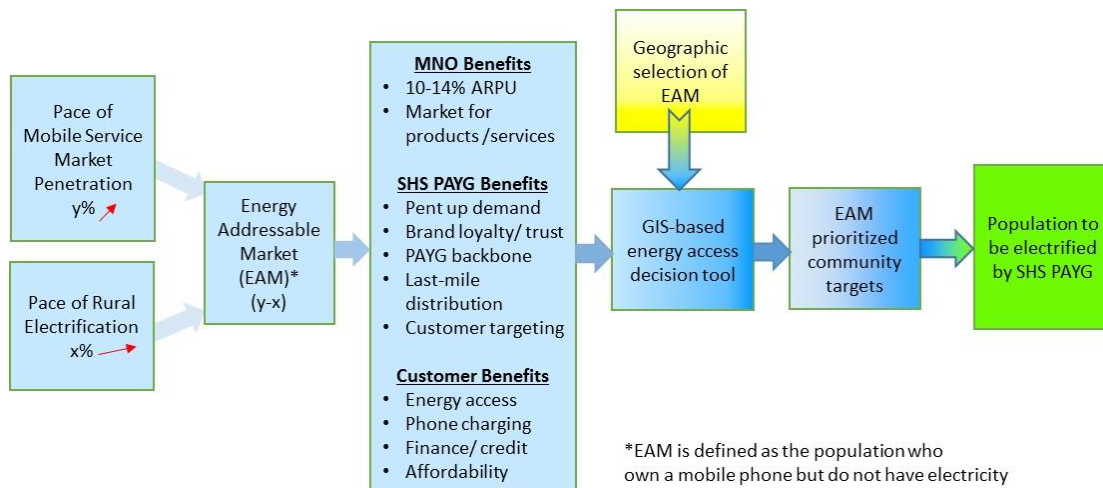 Pace of
Mobile Service
Market
Penetration
y%
Pace of Rural
Electrification
x%
Energy
Addressable
Market
(EAM)*
(y-x)
MNO Benefits
• 10-14% ARPU
• Market for
products /services
SHS PAYG Benefits
• Pent up demand
• Brand loyalty/ trust
• PAYG backbone
• Last-mile
distribution
• Customer targeting
Customer Benefits
• Energy access
• Phone charging
• Finance/ credit
• Affordability
Geographic
selection of
EAM
GIS-based
energy access
decision tool
EAM
prioritized
community
targets
Population to
be electrified
by SHS PAYG
*EAM is defined as the population who
own a mobile phone but do not have electricity